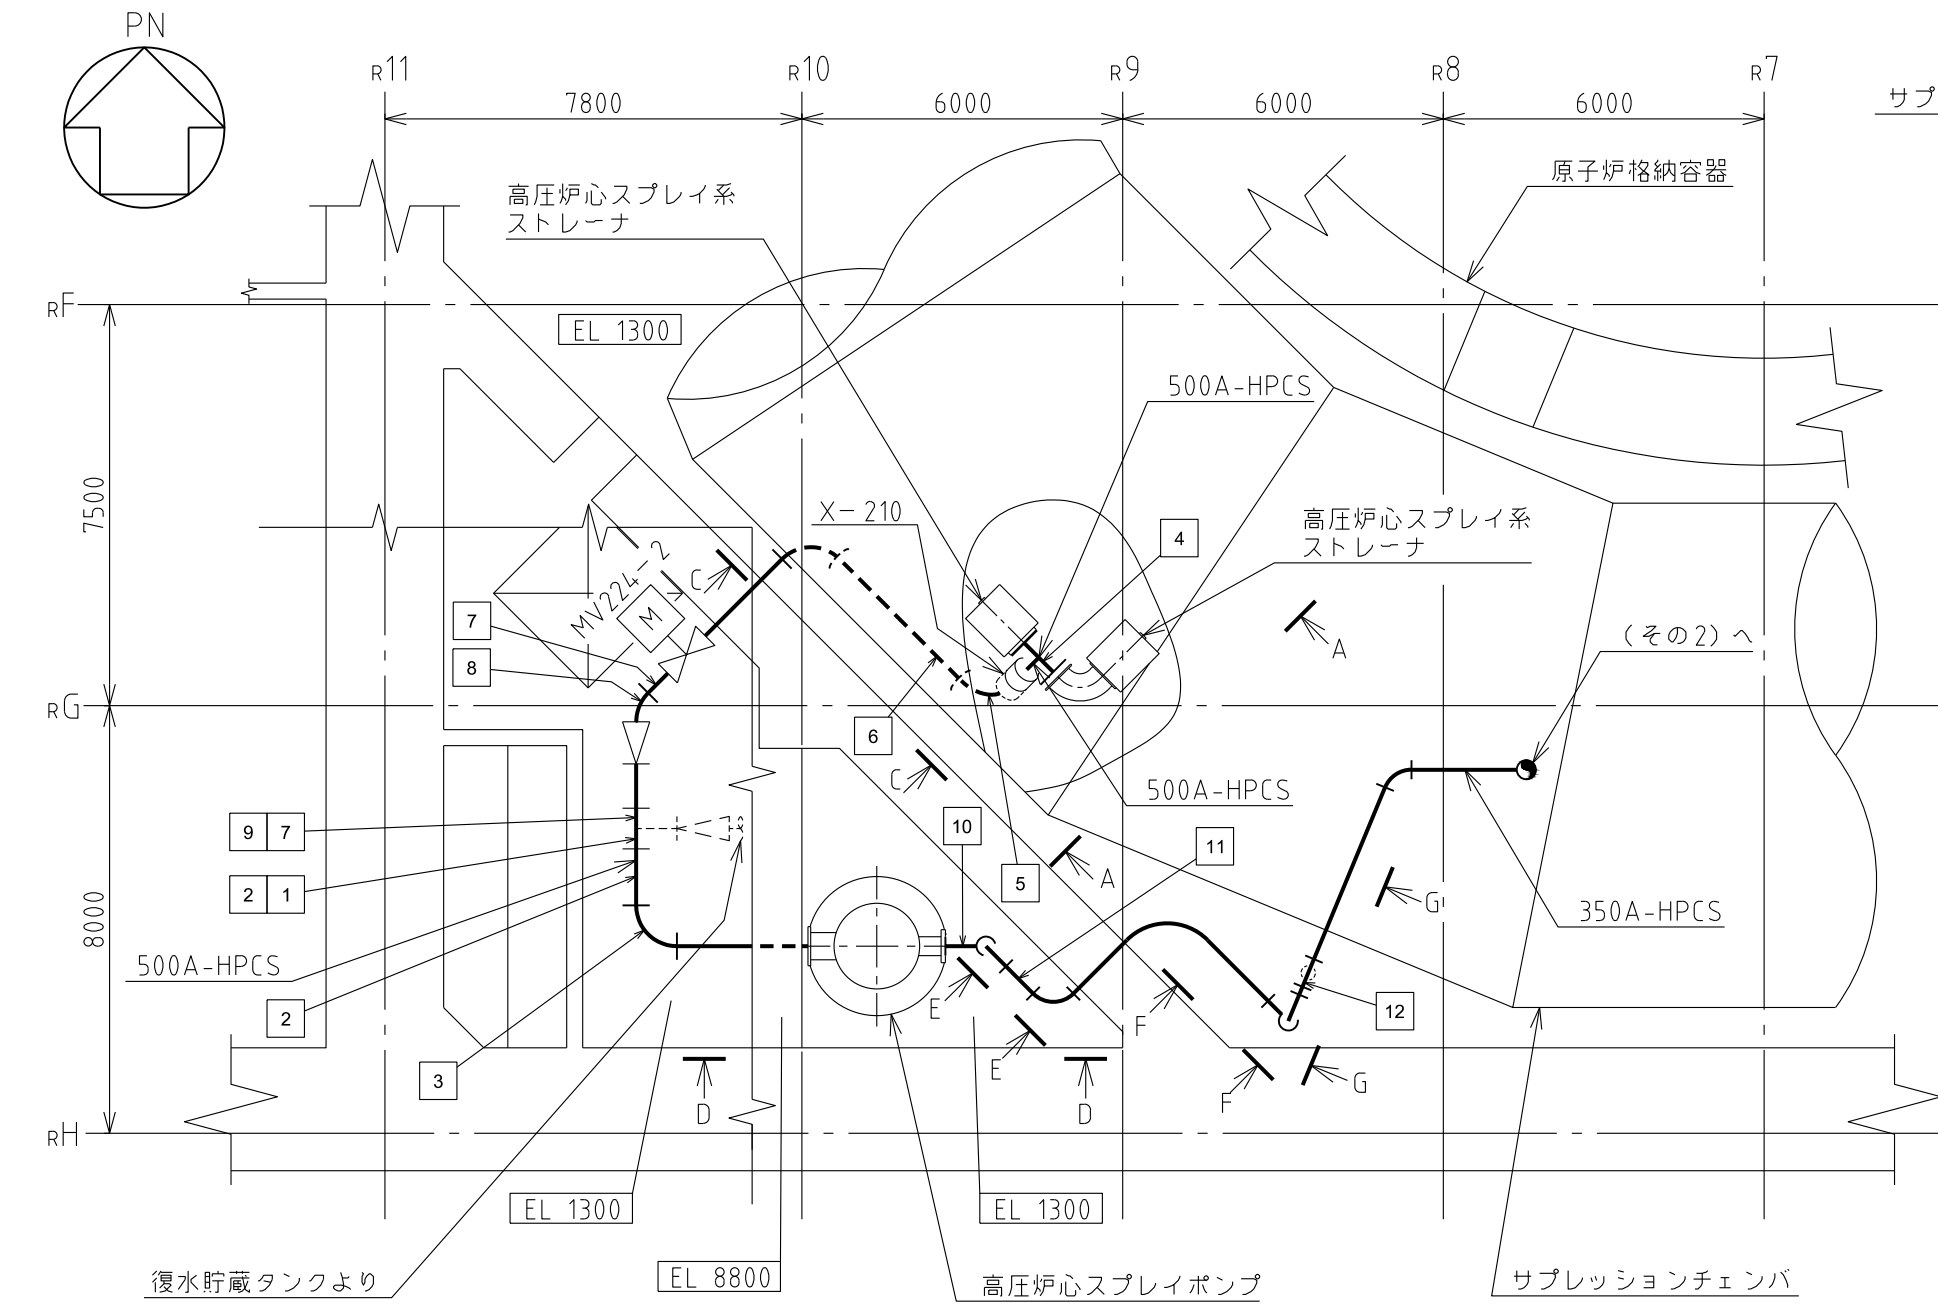 PN
R11
R10
R9
R8
R7
7800
6000
6000
6000
サプ
原子炉格納容器
高圧炉心スプレイ系
ストレーナ
RF
EL 1300
500A-HPCS
7500
X-210
4
高圧炉心スプレイ系
ストレーナ
MV224-2
C
M
7
8
A
(その2)へ
RG
6
C
500A-HPCS
9 7
10
11
2 1
5
A
G
350A-HPCS
8000
500A-HPCS
2
E
F
12
3
E
D
D
F
G
RH
EL 1300
EL 1300
EL 8800
復水貯蔵タンクより
高圧炉心スプレイポンプ
サプレッションチェンバ